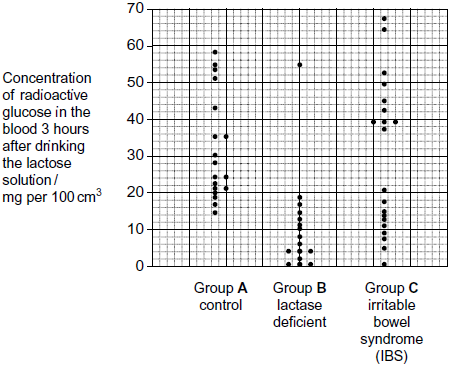 70
60
50
40
30
20
10
0
Concentration
of radioactive
glucose in the
blood 3 hours
after drinking
the lactose
solution /
mg per 100 cm³
Group A
control
Group B
lactase
deficient
Group C
irritable
bowel
syndrome
(IBS)